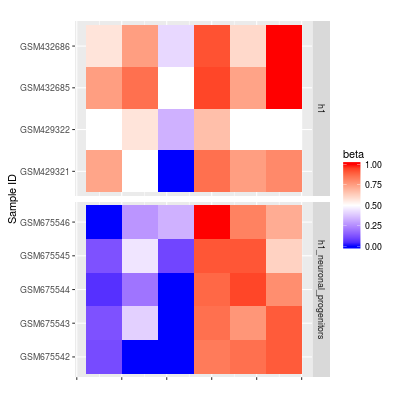 GSM432686
GSM432685
GSM429322
GSM429321
h1
GSM675546
GSM675545
GSM675544
GSM675543
GSM675542
h1_neuronal_progenitors
Sample ID
beta
1.00
0.75
0.50
0.25
0.00